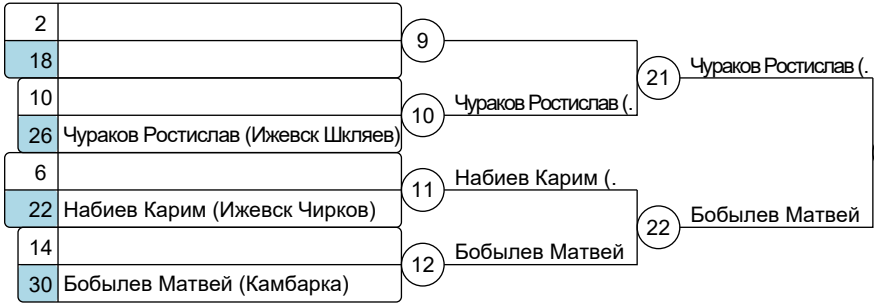 2
9
18
21
Чураков Ростислав (.
10
10
Чураков Ростислав (.
26 Чураков Ростислав (Ижевск Шкляев)
6
11
Набиев Карим (.
22 Набиев Карим (Ижевск Чирков)
22
Бобылев Матвей
14
12
Бобылев Матвей
30 Бобылев Матвей (Камбарка)